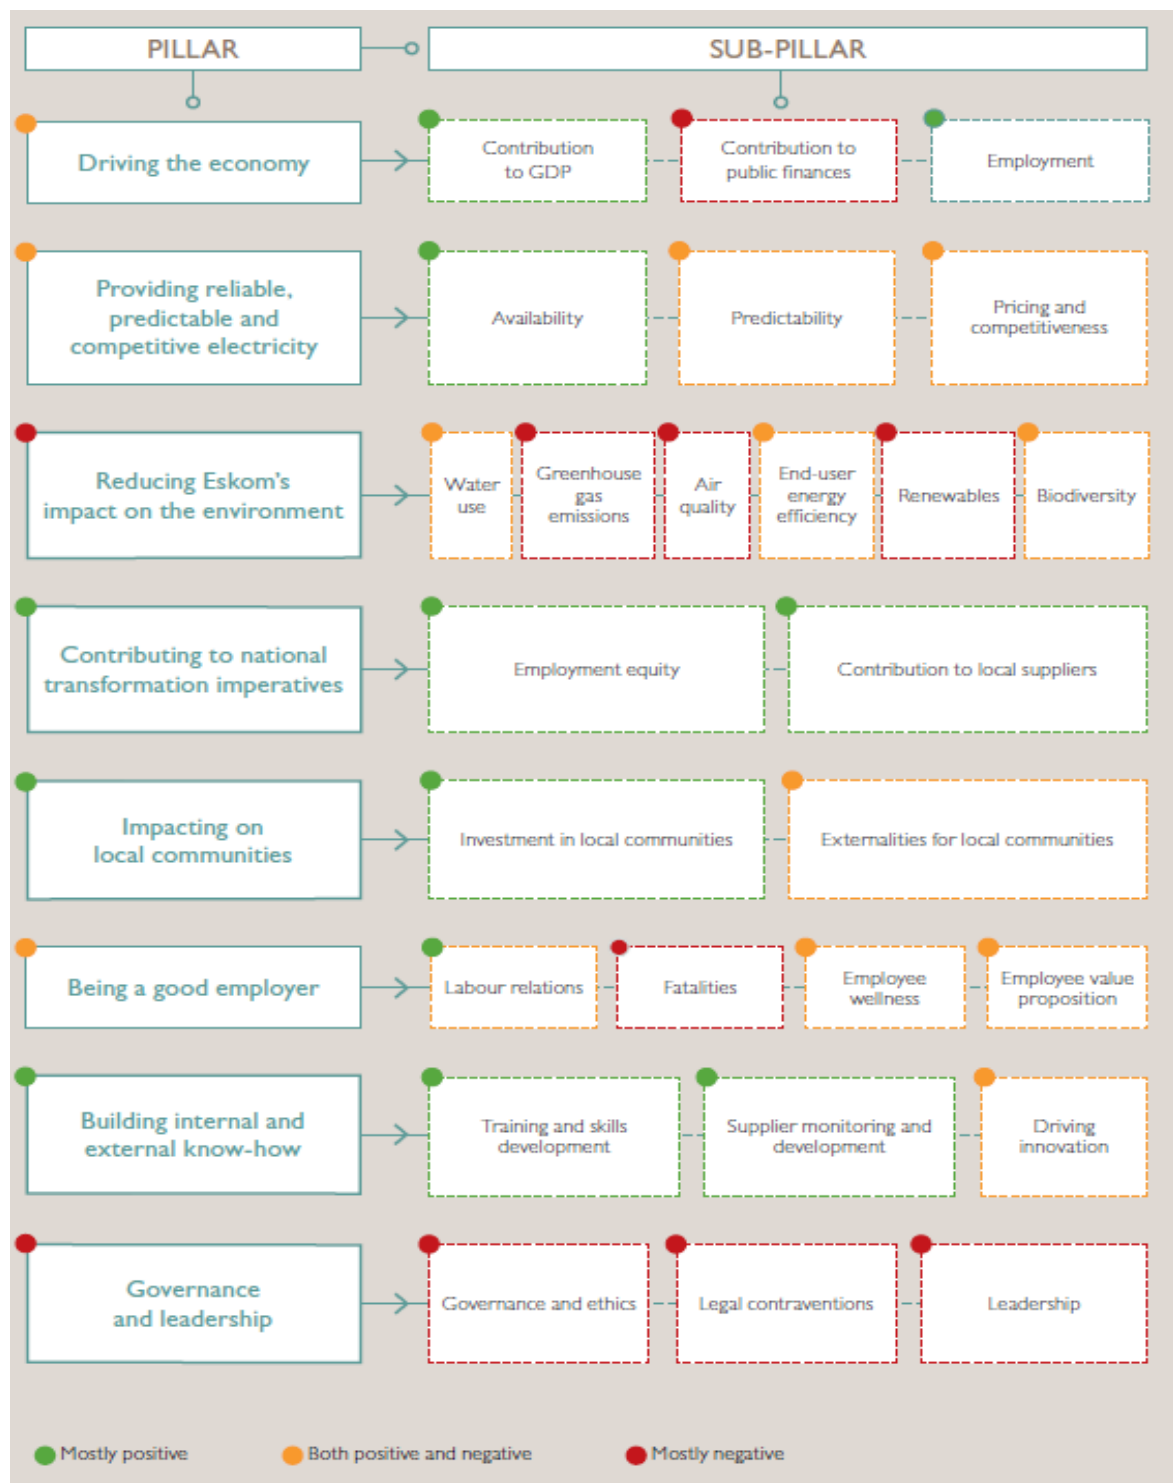 PILLAR
SUB-PILLAR
Driving the economy
Contribution
to GDP
Contribution to
public finances
Employment
Providing reliable,
predictable and
competitive electricity
Availability
Predictability
Pricing and
competitiveness
Reducing Eskom's
impact on the environment
Water
use
Greenhouse
gas
emissions
Air
quality
End-user
energy
efficiency
Renewables
Biodiversity
Contributing to national
transformation imperatives
Employment equity
Contribution to local suppliers
Impacting on
local communities
Investment in local communities
Externalities for local communities
Being a good employer
Labour relations
Fatalities
Employee
wellness
Employee value
proposition
Building internal and
external know-how
Training and skills
development
Supplier monitoring and
development
Driving
innovation
Governance
and leadership
Governance and ethics
Legal contraventions
Leadership
Mostly positive
Both positive and negative
Mostly negative